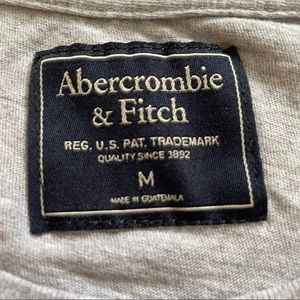 Abercrombie
& Fitch
REG. U.S. PAT. TRADEMARK
QUALITY SINCE 1892
M
MADE IN GUATEMALA